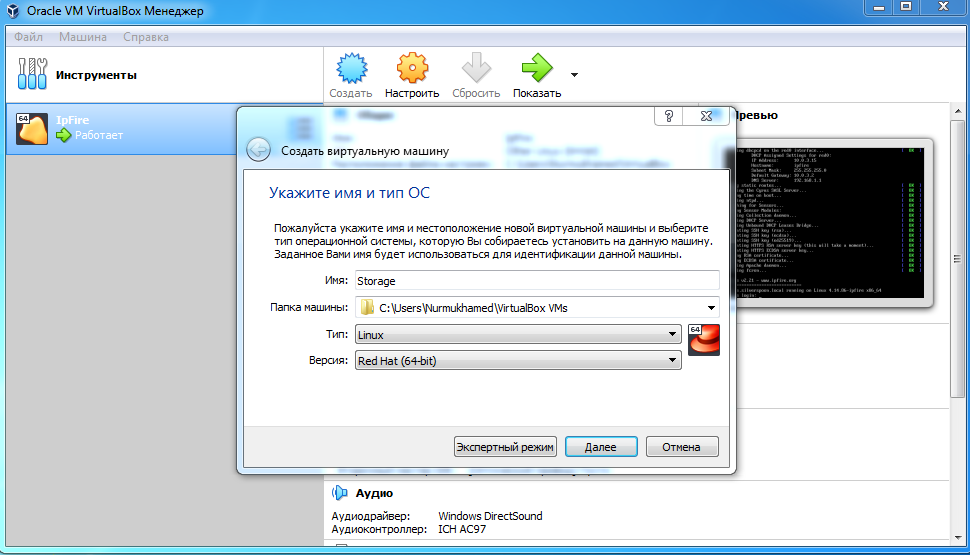 Oracle VM VirtualBox Менеджер
Файл Машина Справка
Инструменты
Создать Настроить Сбросить Показать
64
IpFire
Работает
Превью
Создать виртуальную машину
Укажите имя и тип ОС
Пожалуйста укажите имя и местоположение новой виртуальной машины и выберите
тип операционной системы, которую Вы собираетесь установить на данную машину.
Заданное Вами имя будет использоваться для идентификации данной машины.
Имя: Storage
Папка машины: C:\Users\Nurmukhamed\VirtualBox VMs
Тип: Linux
64
Версия: Red Hat (64-bit)
Экспертный режим Далее Отмена
Аудио
Аудиодрайвер: Windows DirectSound
Аудиоконтроллер: ICH AC97